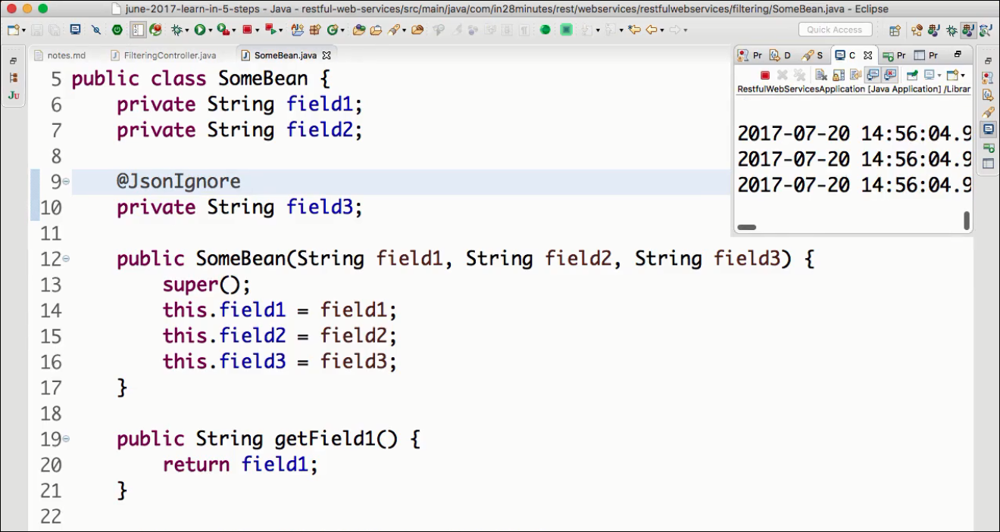 june-2017-learn-in-5-steps - Java - restful-web-services/src/main/java/com/in28minutes/rest/webservices/restfulwebservices/filtering/SomeBean.java - Eclipse
Quick Access
notes.md FilteringController.java SomeBean.java
Pr D S C Pr Pr
RestfulWebServicesApplication [Java Application] /Librar
2017-07-20 14:56:04.9
2017-07-20 14:56:04.9
2017-07-20 14:56:04.9
Ju
5 public class SomeBean {
6 private String field1;
7 private String field2;
8
9 @JsonIgnore
10 private String field3;
11
12 public SomeBean(String field1, String field2, String field3) {
13 super();
14 this.field1 = field1;
15 this.field2 = field2;
16 this.field3 = field3;
17 }
18
19 public String getField1() {
20 return field1;
21 }
22